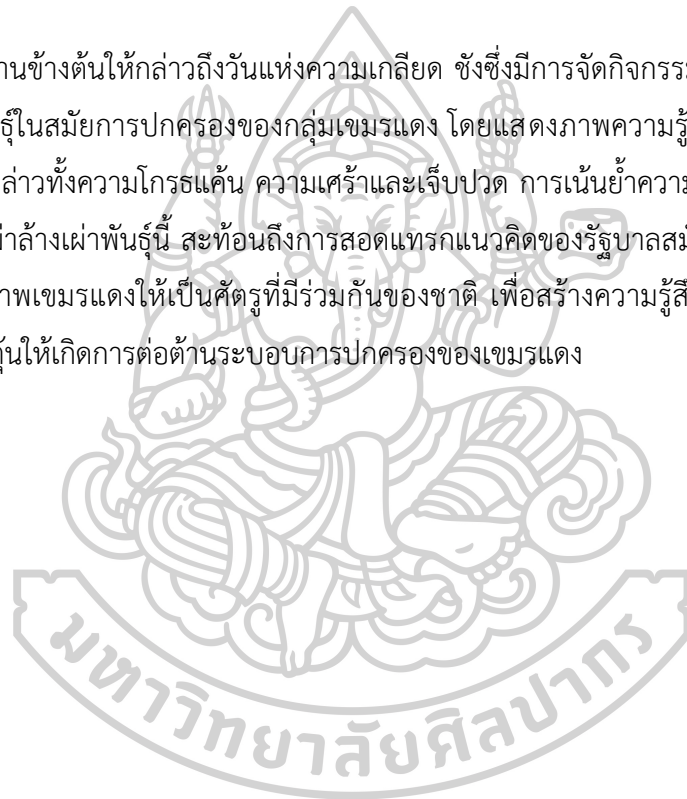 านข้างต้นให้กล่าวถึงวันแห่งความเกลียด ชังซึ่งมีการจัดกิจกรร
ธุ์ในสมัยการปกครองของกลุ่มเขมรแดง โดยแสดงภาพความรู้
ล่าวทั้งความโกรธแค้น ความเศร้าและเจ็บปวด การเน้นย้ำความ
ฆ่าล้างเผ่าพันธุ์นี้ สะท้อนถึงการสอดแทรกแนวคิดของรัฐบาลสมั
าพเขมรแดงให้เป็นศัตรูที่มีร่วมกันของชาติ เพื่อสร้างความรู้สึ
ุ้นให้เกิดการต่อต้านระบอบการปกครองของเขมรแดง
มหาวิทยาลัยศิลปากร